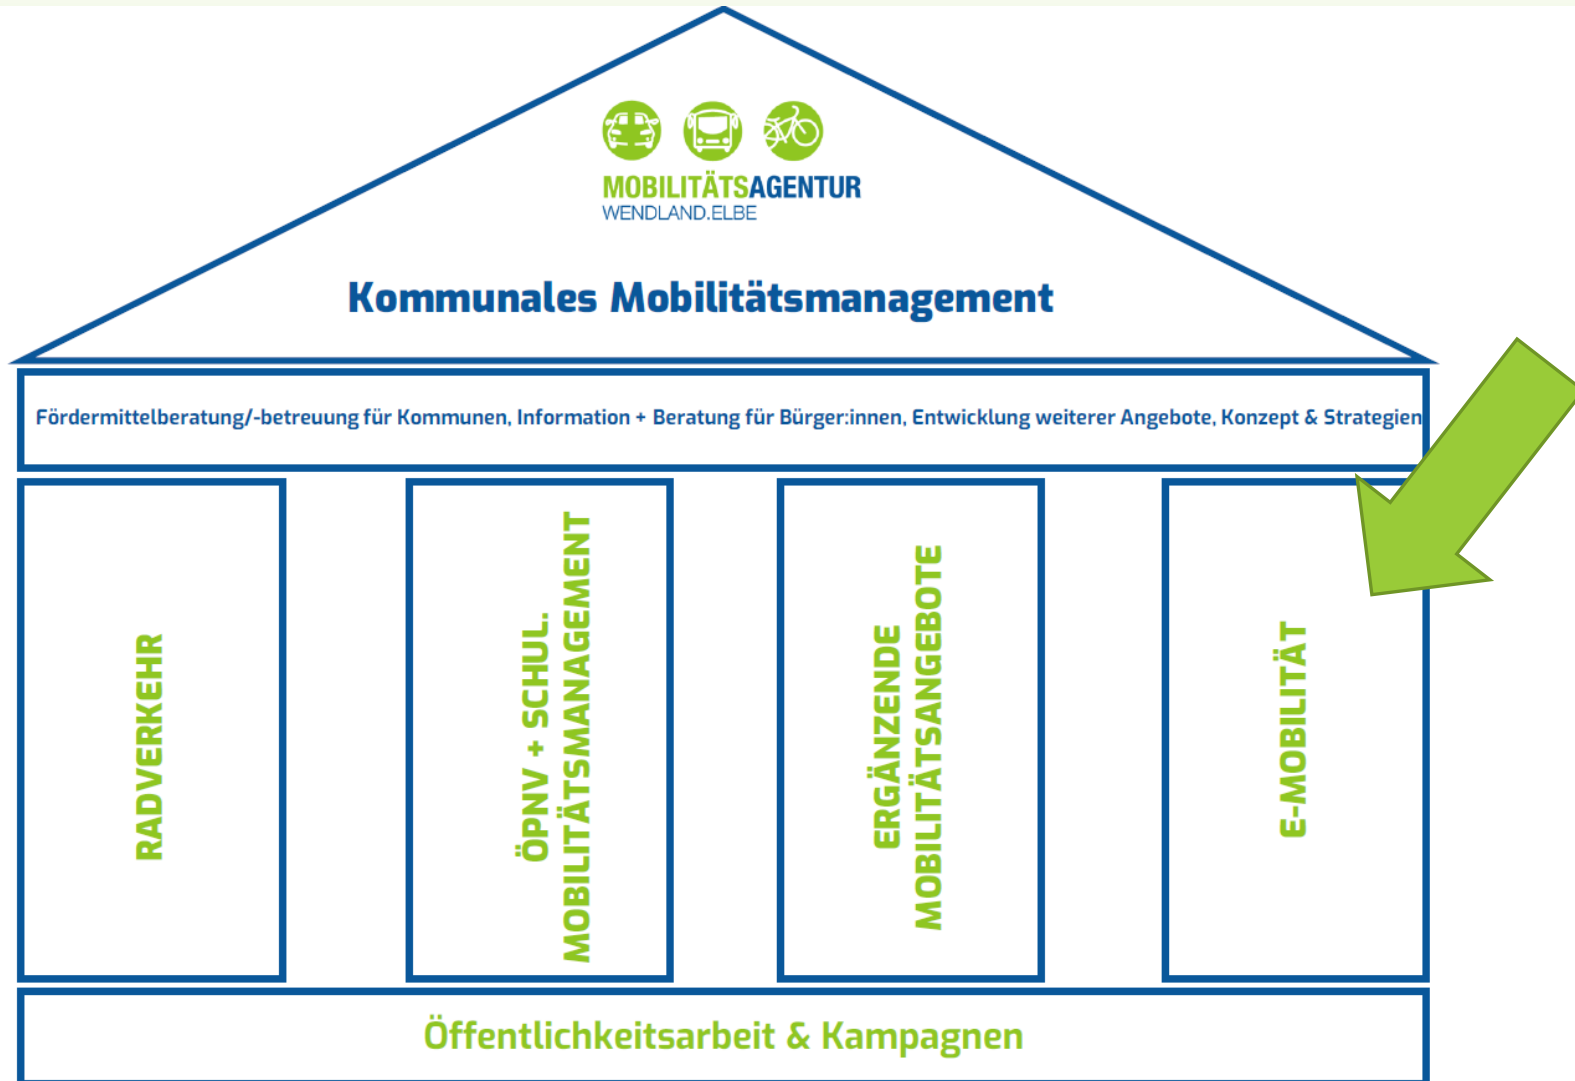 MOBILITÄTSAGENTUR
WENDLAND.ELBE
Kommunales Mobilitätsmanagement
Fördermittelberatung/-betreuung für Kommunen, Information + Beratung für Bürger:innen, Entwicklung weiterer Angebote, Konzept & Strategien
RADVERKEHR
ÖPNV + SCHUL.
MOBILITÄTSMANAGEMENT
ERGÄNZENDE
MOBILITÄTSANGEBOTE
E-MOBILITÄT
Öffentlichkeitsarbeit & Kampagnen